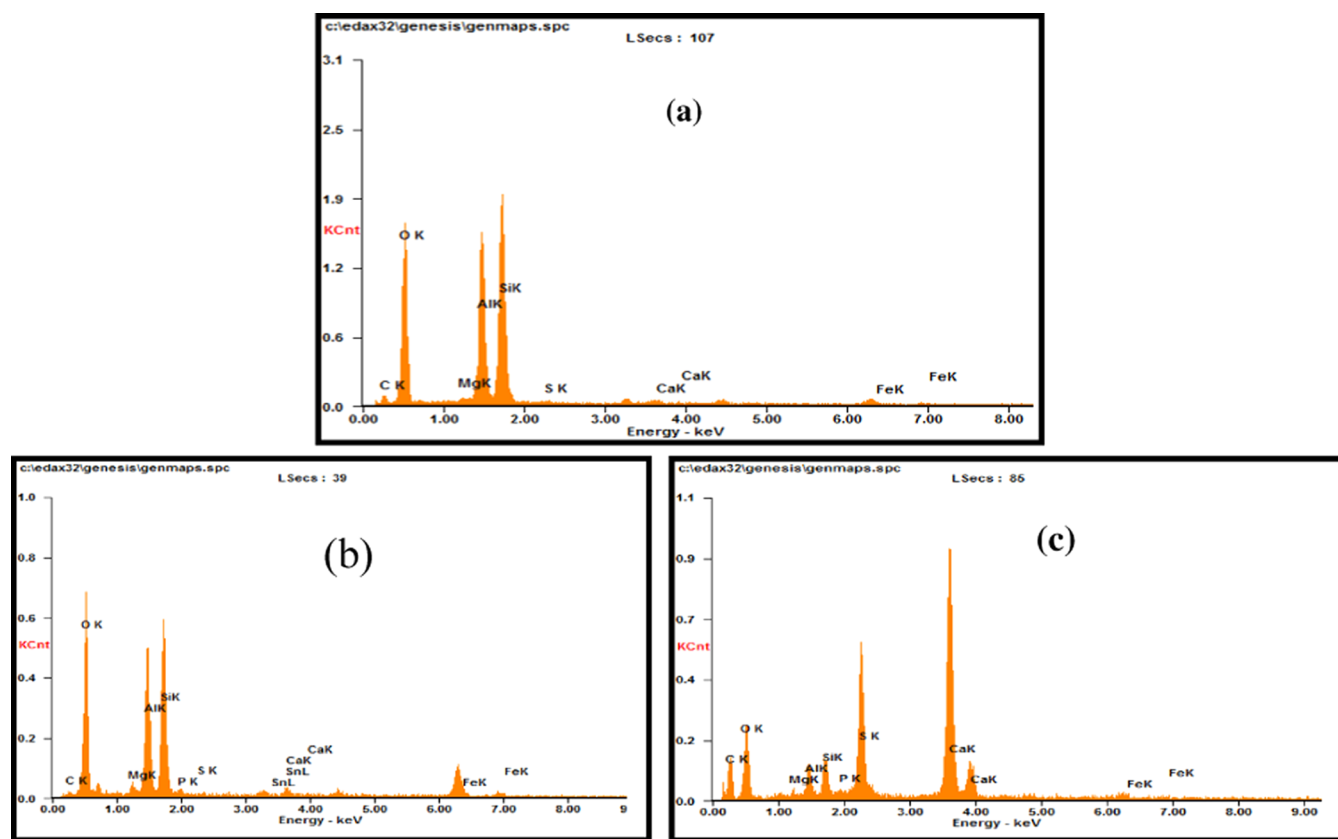 c:\edax32\genesis\genmaps.spc
LSecs : 107
3.1
(a)
2.5
1.9
KCnt
O K
1.2
SiK
AlK
0.6
CaK
FeK
C K
MgK
S K
CaK
FeK
0.0
0.00 1.00 2.00 3.00 4.00 5.00 6.00 7.00 8.00
Energy - keV
c:\edax32\genesis\genmaps.spc
LSecs : 39
1.0
(b)
0.8
0.6
O K
KCnt
0.4
SiK
AlK
0.2
CaK
CaK
S K
SnL
FeK
C K
MgK
P K
SnL
FeK
0.0
0.00 1.00 2.00 3.00 4.00 5.00 6.00 7.00 8.00 9
Energy - keV
c:\edax32\genesis\genmaps.spc
LSecs : 85
1.1
(c)
0.9
0.7
KCnt
0.4
O K
S K
0.2
CaK
C K
SiK
AlK
MgK
P K
CaK
FeK
FeK
0.0
0.00 1.00 2.00 3.00 4.00 5.00 6.00 7.00 8.00 9.00
Energy - keV